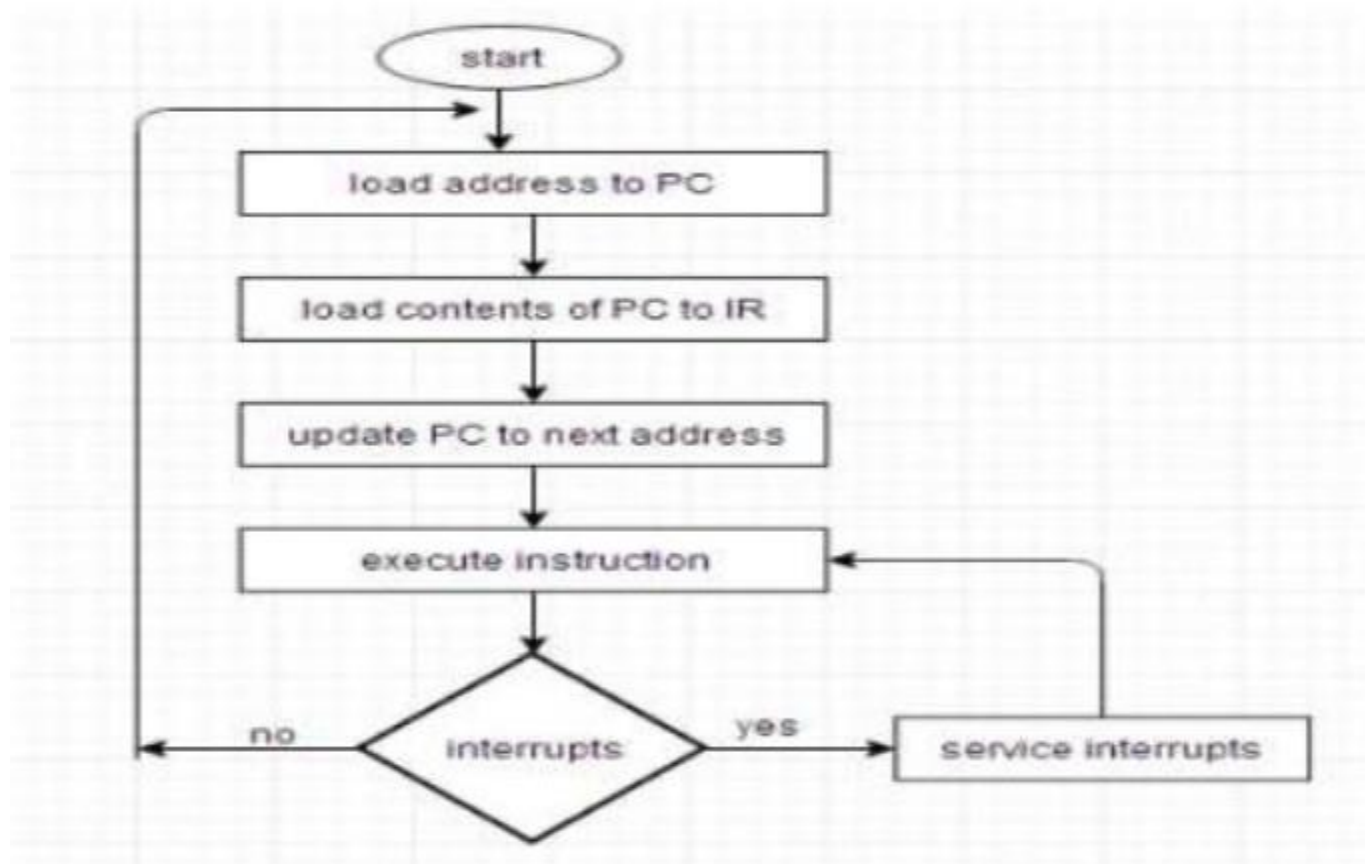 start
load address to PC
load contents of PC to IR
update PC to next address
execute instruction
interrupts
no
yes
service interrupts